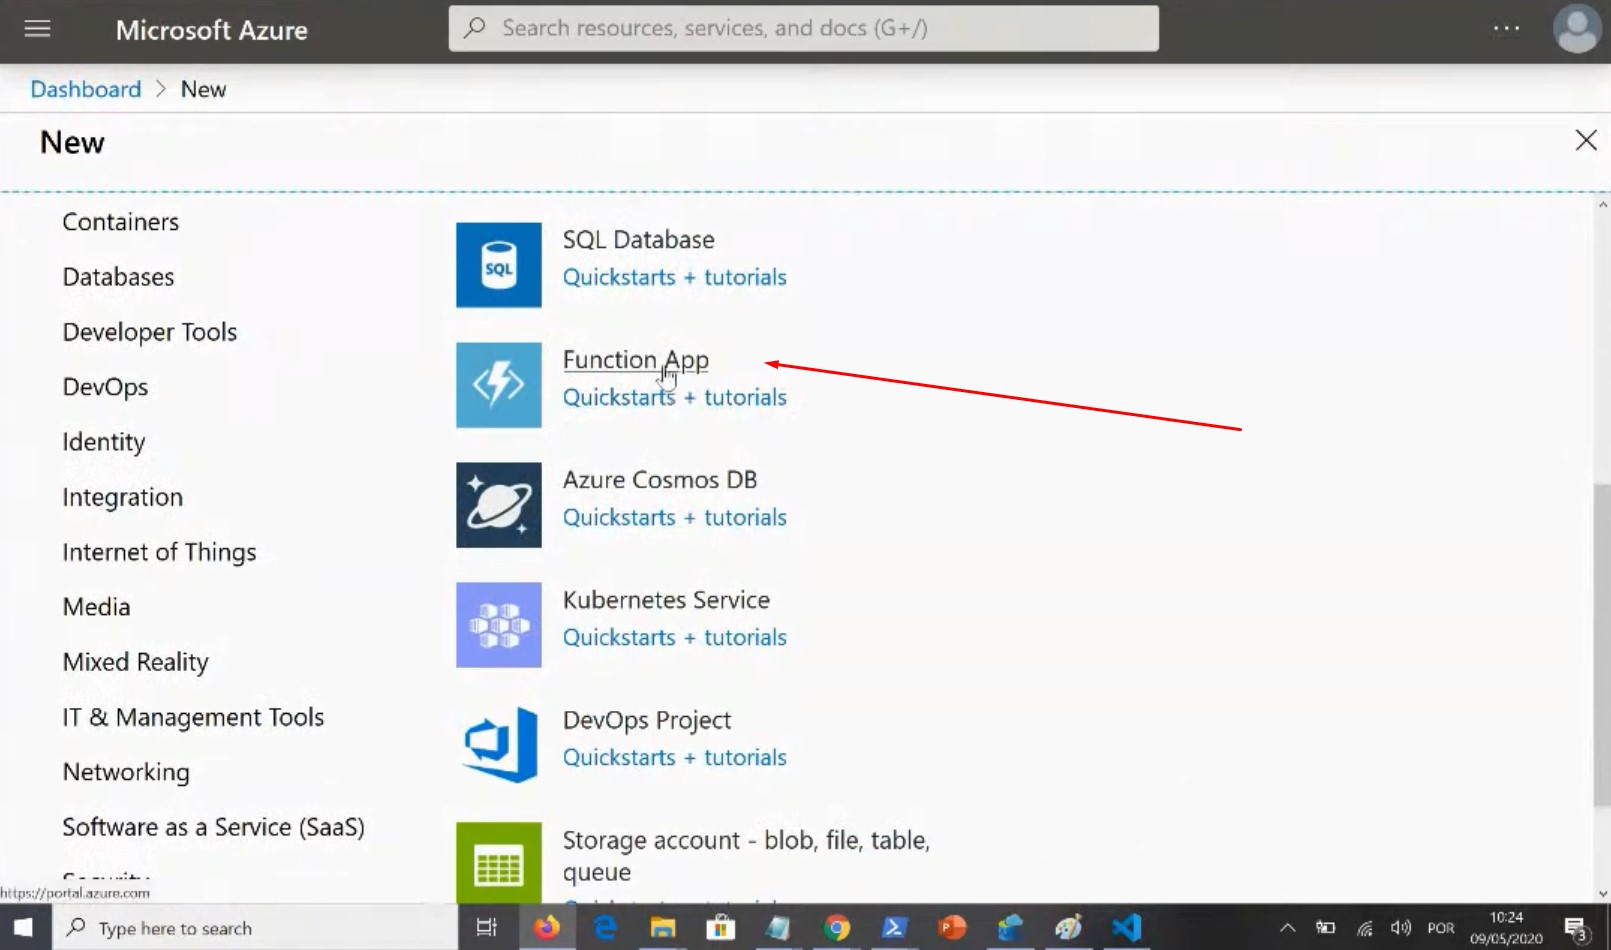 Microsoft Azure
Search resources, services, and docs (G+/)
Dashboard > New
New
Containers
Databases
Developer Tools
DevOps
Identity
Integration
Internet of Things
Media
Mixed Reality
IT & Management Tools
Networking
Software as a Service (SaaS)
Security
SQL
SQL Database
Quickstarts + tutorials
Function App
Quickstarts + tutorials
Azure Cosmos DB
Quickstarts + tutorials
Kubernetes Service
Quickstarts + tutorials
DevOps Project
Quickstarts + tutorials
Storage account - blob, file, table,
queue
https://portal.azure.com
Type here to search
POR
10:24
09/05/2020
3